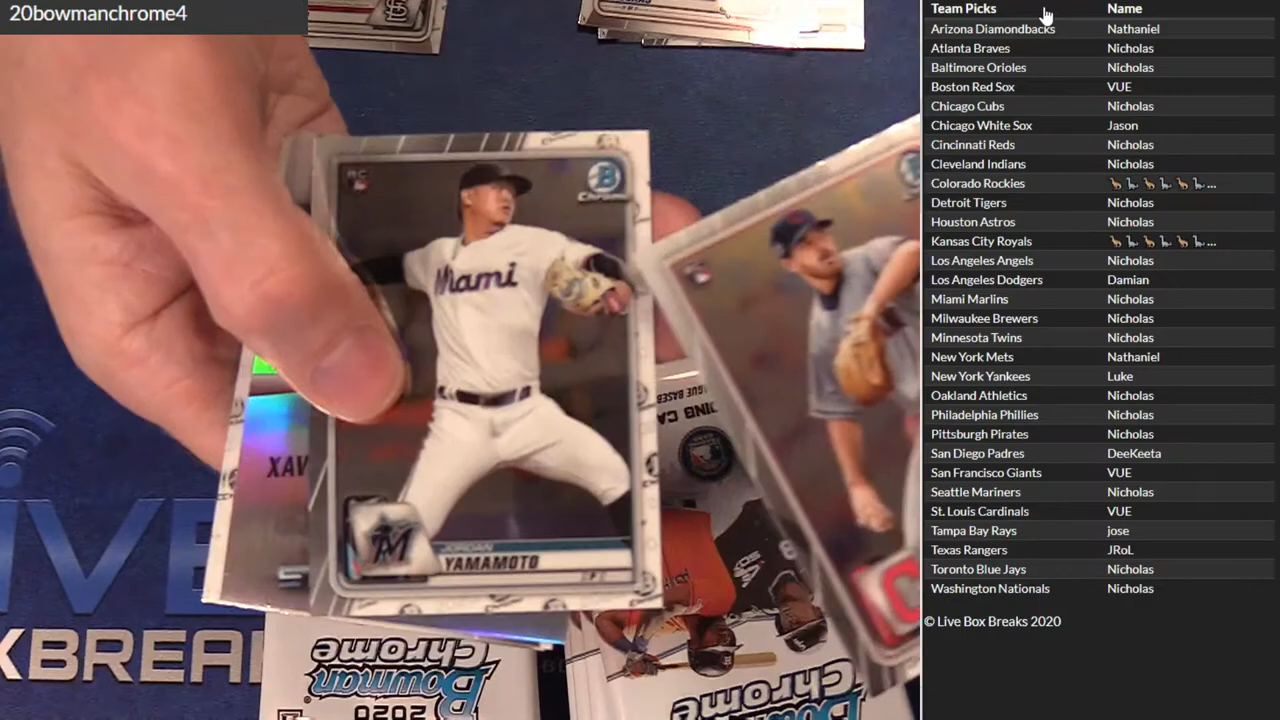 20bowmanchrome4
Team Picks Name
Arizona Diamondbacks Nathaniel
Atlanta Braves Nicholas
Baltimore Orioles Nicholas
Boston Red Sox VUE
Chicago Cubs Nicholas
Chicago White Sox Jason
Cincinnati Reds Nicholas
Cleveland Indians Nicholas
Colorado Rockies 🦒🦕🦒🦕🦒🦕...
Detroit Tigers Nicholas
Houston Astros Nicholas
Kansas City Royals 🦒🦕🦒🦕🦒🦕...
Los Angeles Angels Nicholas
Los Angeles Dodgers Damian
Miami Marlins Nicholas
Milwaukee Brewers Nicholas
Minnesota Twins Nicholas
New York Mets Nathaniel
New York Yankees Luke
Oakland Athletics Nicholas
Philadelphia Phillies Nicholas
Pittsburgh Pirates Nicholas
San Diego Padres DeeKeeta
San Francisco Giants VUE
Seattle Mariners Nicholas
St. Louis Cardinals VUE
Tampa Bay Rays jose
Texas Rangers JRoL
Toronto Blue Jays Nicholas
Washington Nationals Nicholas
© Live Box Breaks 2020
RC
B
Chrome
Miami
XAV
M
JORDAN
YAMAMOTO
P
C
LIVE
XBREA
2020
Bowman
Chrome
Bowman
Chrome